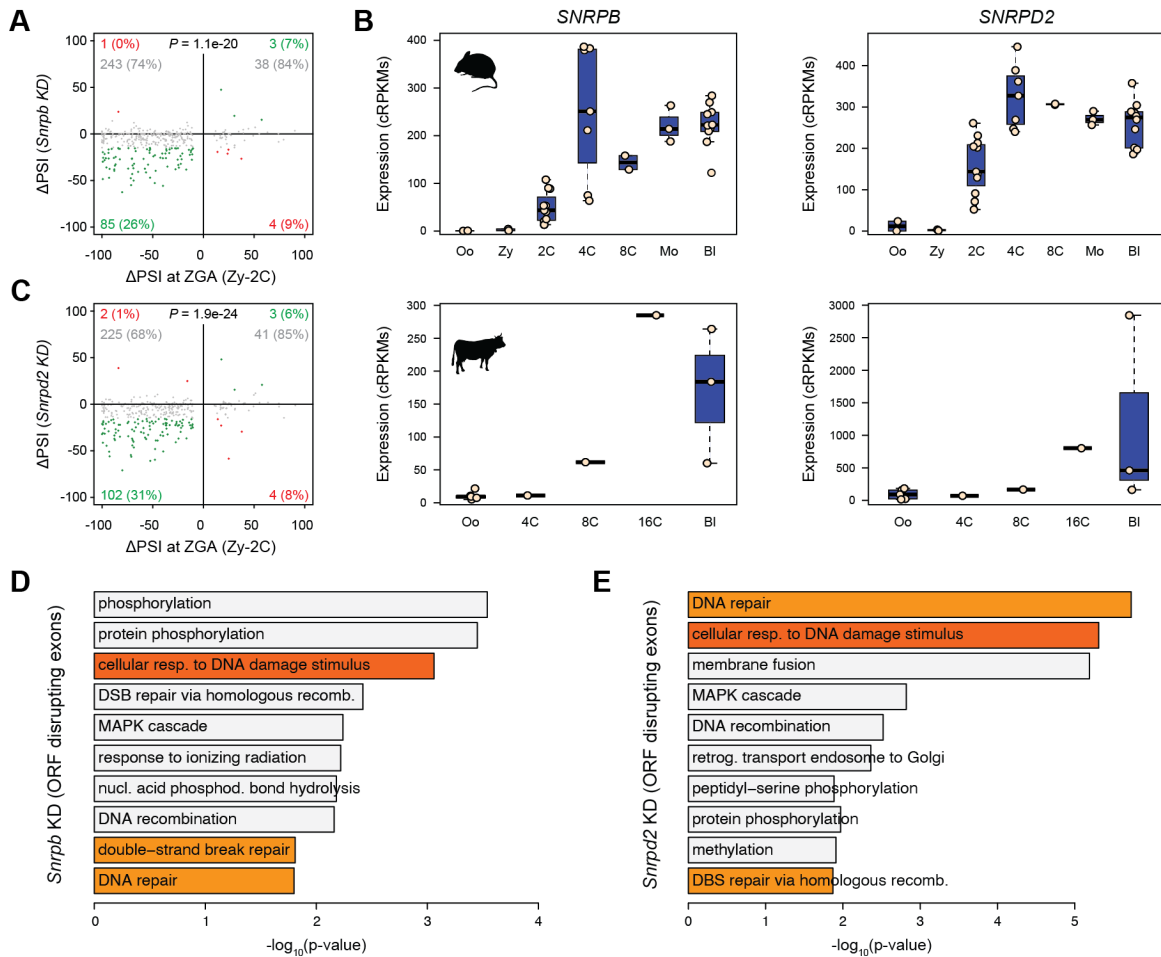 A
100
50
0
-50
-100
1 (0%)
P = 1.1e-20
3 (7%)
243 (74%)
38 (84%)
85 (26%)
4 (9%)
ΔPSI (Snrpb KD)
-100
-50
0
50
100
ΔPSI at ZGA (Zy-2C)
B
SNRPB
SNRPD2
Expression (cRPKMs)
400
300
200
100
0
Oo
Zy
2C
4C
8C
Mo
Bl
Expression (cRPKMs)
400
300
200
100
0
Oo
Zy
2C
4C
8C
Mo
Bl
C
100
50
0
-50
-100
2 (1%)
P = 1.9e-24
3 (6%)
225 (68%)
41 (85%)
102 (31%)
4 (8%)
ΔPSI (Snrpd2 KD)
-100
-50
0
50
100
ΔPSI at ZGA (Zy-2C)
Expression (cRPKMs)
300
250
200
150
100
50
0
Oo
4C
8C
16C
Bl
Expression (cRPKMs)
3000
2500
2000
1500
1000
500
0
Oo
4C
8C
16C
Bl
D
Snrpb KD (ORF disrupting exons)
phosphorylation
protein phosphorylation
cellular resp. to DNA damage stimulus
DSB repair via homologous recomb.
MAPK cascade
response to ionizing radiation
nucl. acid phosphod. bond hydrolysis
DNA recombination
double−strand break repair
DNA repair
0
1
2
3
4
-log10(p-value)
E
Snrpd2 KD (ORF disrupting exons)
DNA repair
cellular resp. to DNA damage stimulus
membrane fusion
MAPK cascade
DNA recombination
retrog. transport endosome to Golgi
peptidyl−serine phosphorylation
protein phosphorylation
methylation
DBS repair via homologous recomb.
0
1
2
3
4
5
-log10(p-value)